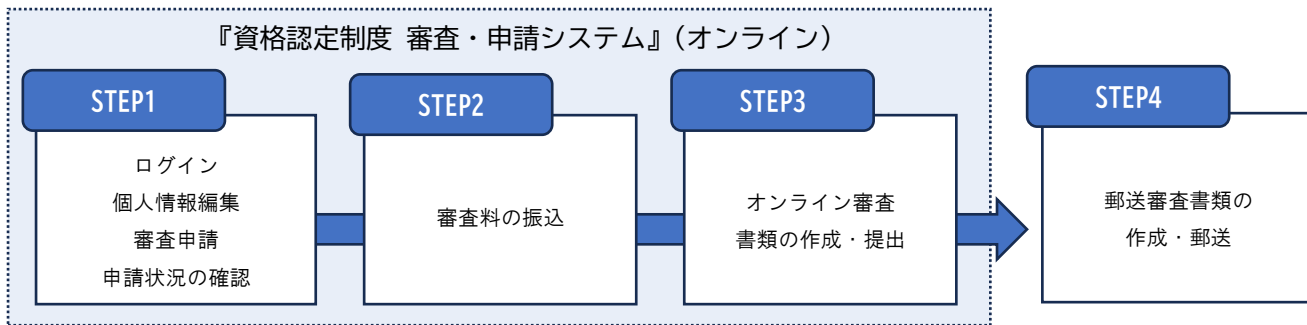 『資格認定制度 審査・申請システム』(オンライン)
STEP1
ログイン
個人情報編集
審査申請
申請状況の確認
STEP2
審査料の振込
STEP3
オンライン審査
書類の作成・提出
STEP4
郵送審査書類の
作成・郵送